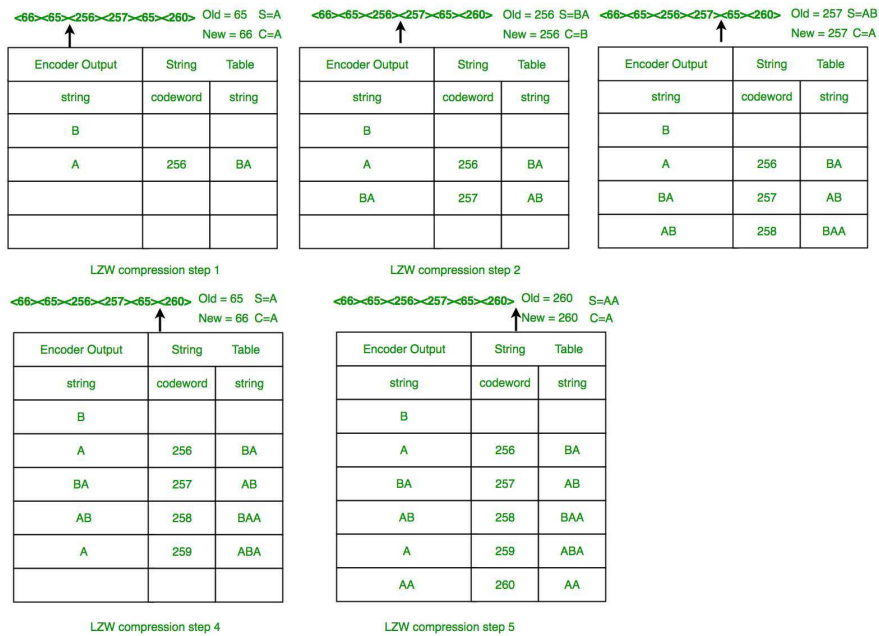 <66><65><256><257><65><260> Old = 65 S=A
New = 66 C=A
Encoder Output String Table
string codeword string
B
A 256 BA
LZW compression step 1
<66><65><256><257><65><260> Old = 256 S=BA
New = 256 C=B
Encoder Output String Table
string codeword string
B
A 256 BA
BA 257 AB
LZW compression step 2
<66><65><256><257><65><260> Old = 257 S=AB
New = 257 C=A
Encoder Output String Table
string codeword string
B
A 256 BA
BA 257 AB
AB 258 BAA
<66><65><256><257><65><260> Old = 65 S=A
New = 66 C=A
Encoder Output String Table
string codeword string
B
A 256 BA
BA 257 AB
AB 258 BAA
A 259 ABA
LZW compression step 4
<66><65><256><257><65><260> Old = 260 S=AA
New = 260 C=A
Encoder Output String Table
string codeword string
B
A 256 BA
BA 257 AB
AB 258 BAA
A 259 ABA
AA 260 AA
LZW compression step 5